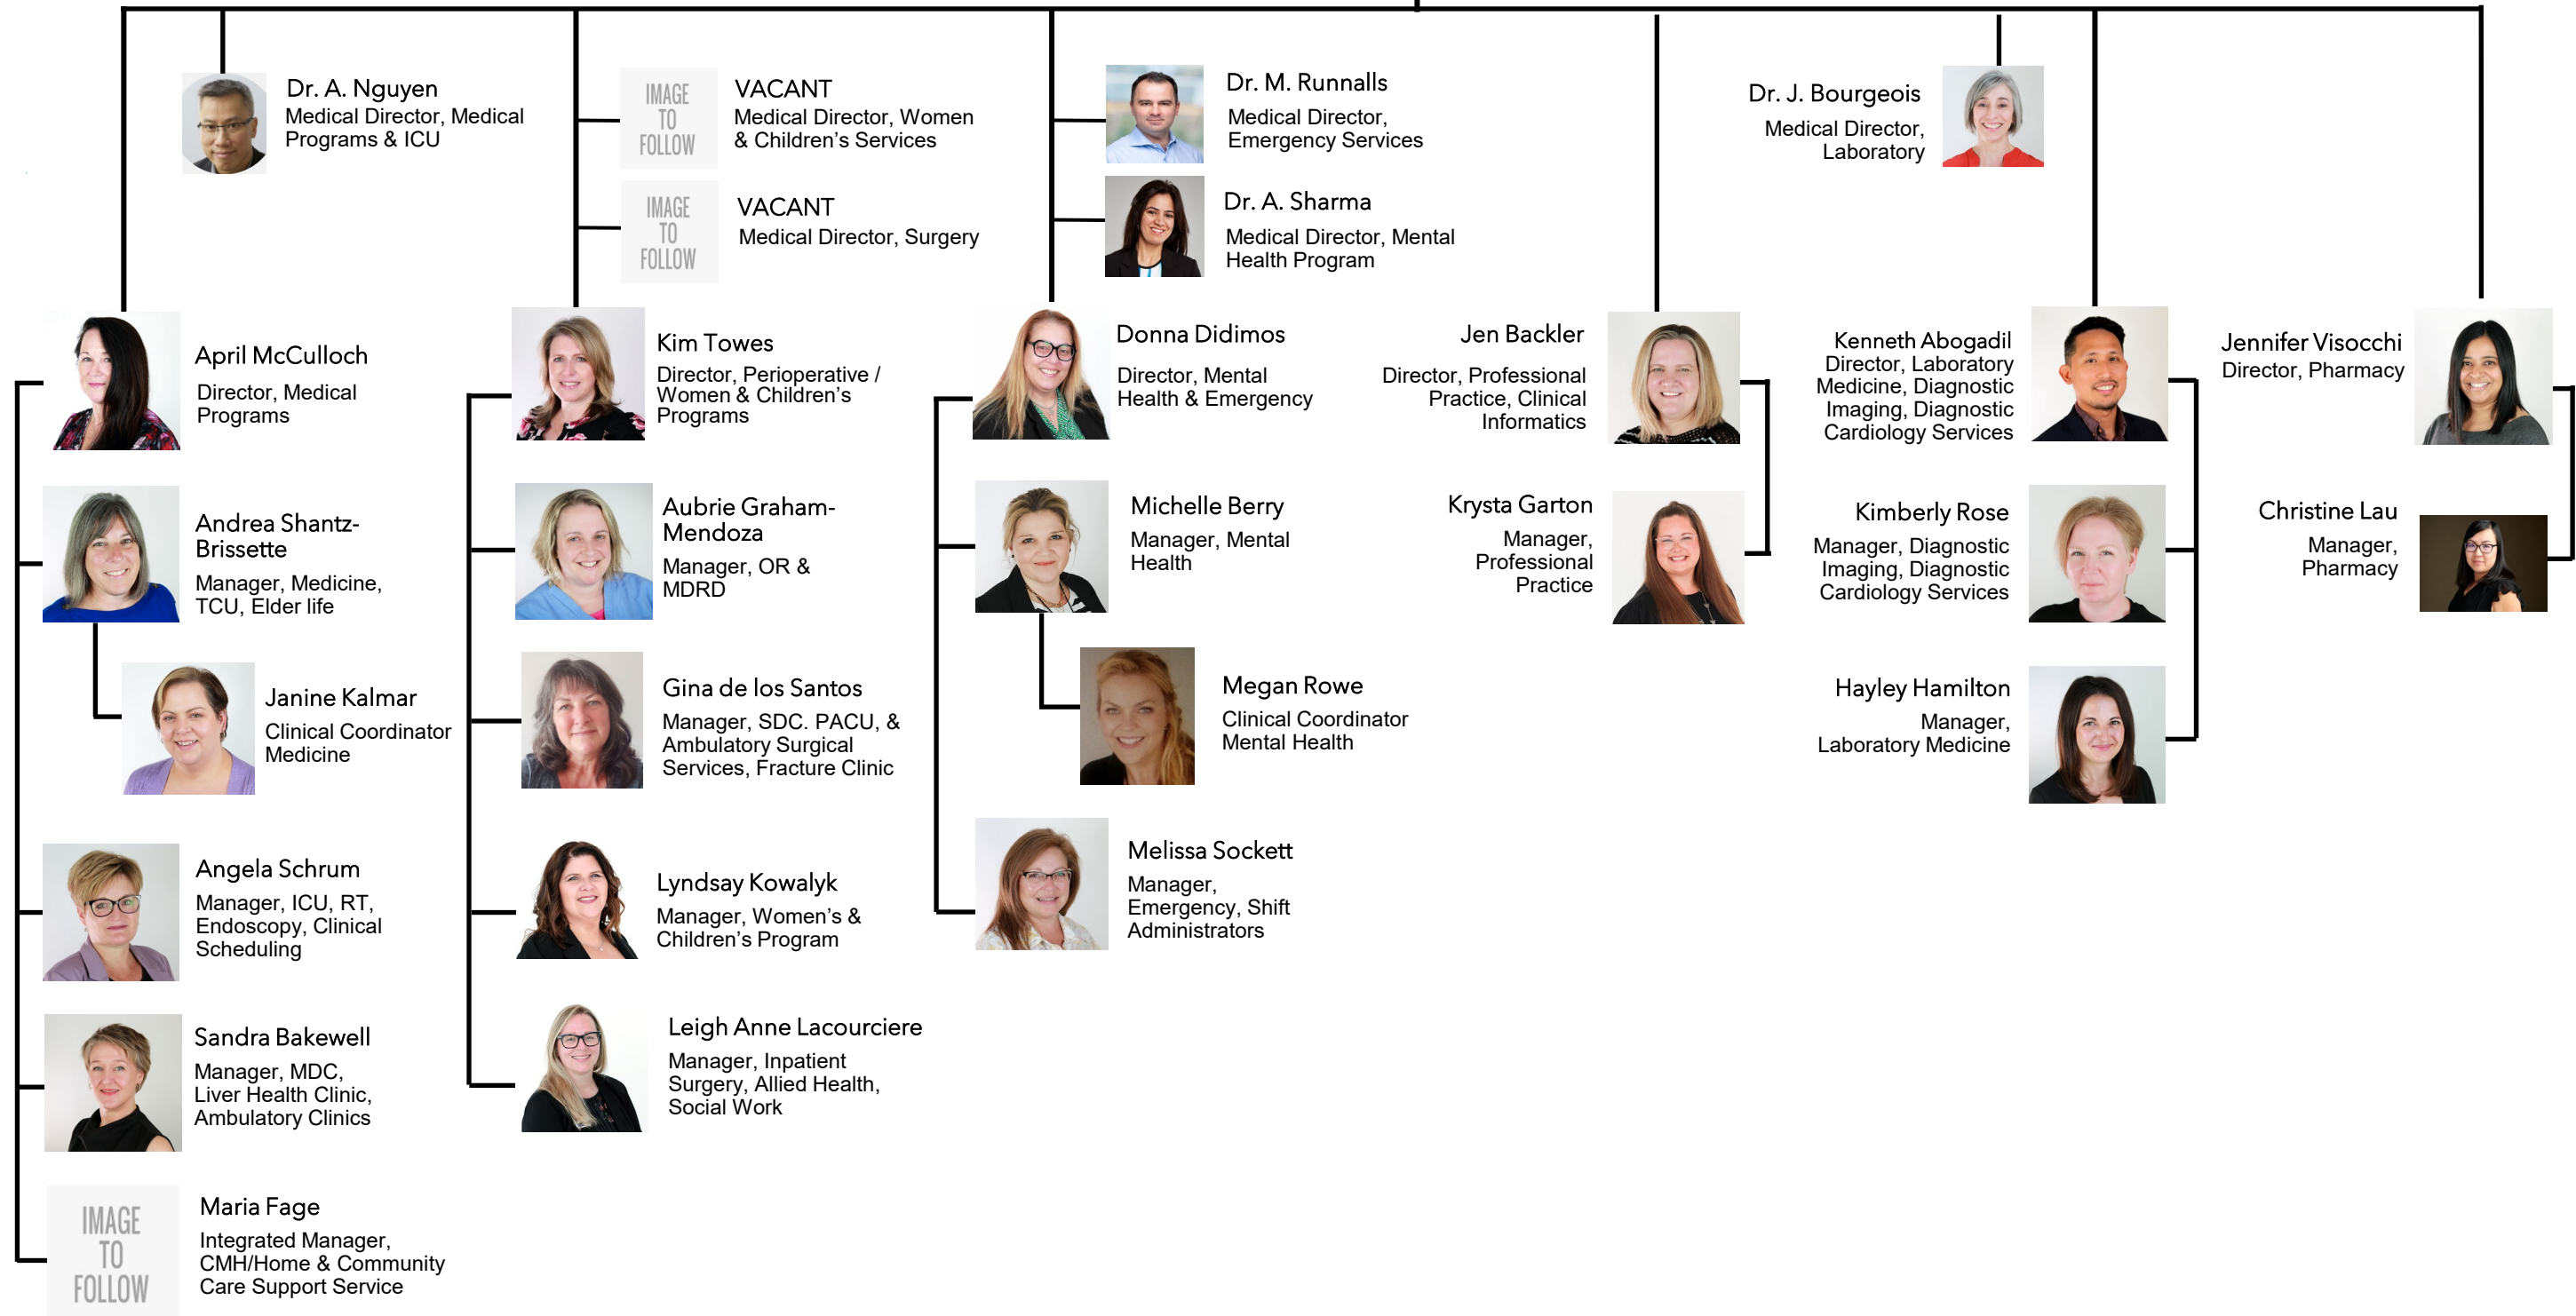 Dr. A. Nguyen
Medical Director, Medical
Programs & ICU
IMAGE
TO
FOLLOW
VACANT
Medical Director, Women
& Children’s Services
IMAGE
TO
FOLLOW
VACANT
Medical Director, Surgery
Dr. M. Runnalls
Medical Director,
Emergency Services
Dr. A. Sharma
Medical Director, Mental
Health Program
Dr. J. Bourgeois
Medical Director,
Laboratory
April McCulloch
Director, Medical
Programs
Andrea Shantz-
Brissette
Manager, Medicine,
TCU, Elder life
Janine Kalmar
Clinical Coordinator
Medicine
Angela Schrum
Manager, ICU, RT,
Endoscopy, Clinical
Scheduling
Sandra Bakewell
Manager, MDC,
Liver Health Clinic,
Ambulatory Clinics
IMAGE
TO
FOLLOW
Maria Fage
Integrated Manager,
CMH/Home & Community
Care Support Service
Kim Towes
Director, Perioperative /
Women & Children’s
Programs
Aubrie Graham-
Mendoza
Manager, OR &
MDRD
Gina de los Santos
Manager, SDC. PACU, &
Ambulatory Surgical
Services, Fracture Clinic
Lyndsay Kowalyk
Manager, Women’s &
Children’s Program
Leigh Anne Lacourciere
Manager, Inpatient
Surgery, Allied Health,
Social Work
Donna Didimos
Director, Mental
Health & Emergency
Michelle Berry
Manager, Mental
Health
Megan Rowe
Clinical Coordinator
Mental Health
Melissa Sockett
Manager,
Emergency, Shift
Administrators
Jen Backler
Director, Professional
Practice, Clinical
Informatics
Krysta Garton
Manager,
Professional
Practice
Kenneth Abogadil
Director, Laboratory
Medicine, Diagnostic
Imaging, Diagnostic
Cardiology Services
Kimberly Rose
Manager, Diagnostic
Imaging, Diagnostic
Cardiology Services
Hayley Hamilton
Manager,
Laboratory Medicine
Jennifer Visocchi
Director, Pharmacy
Christine Lau
Manager,
Pharmacy